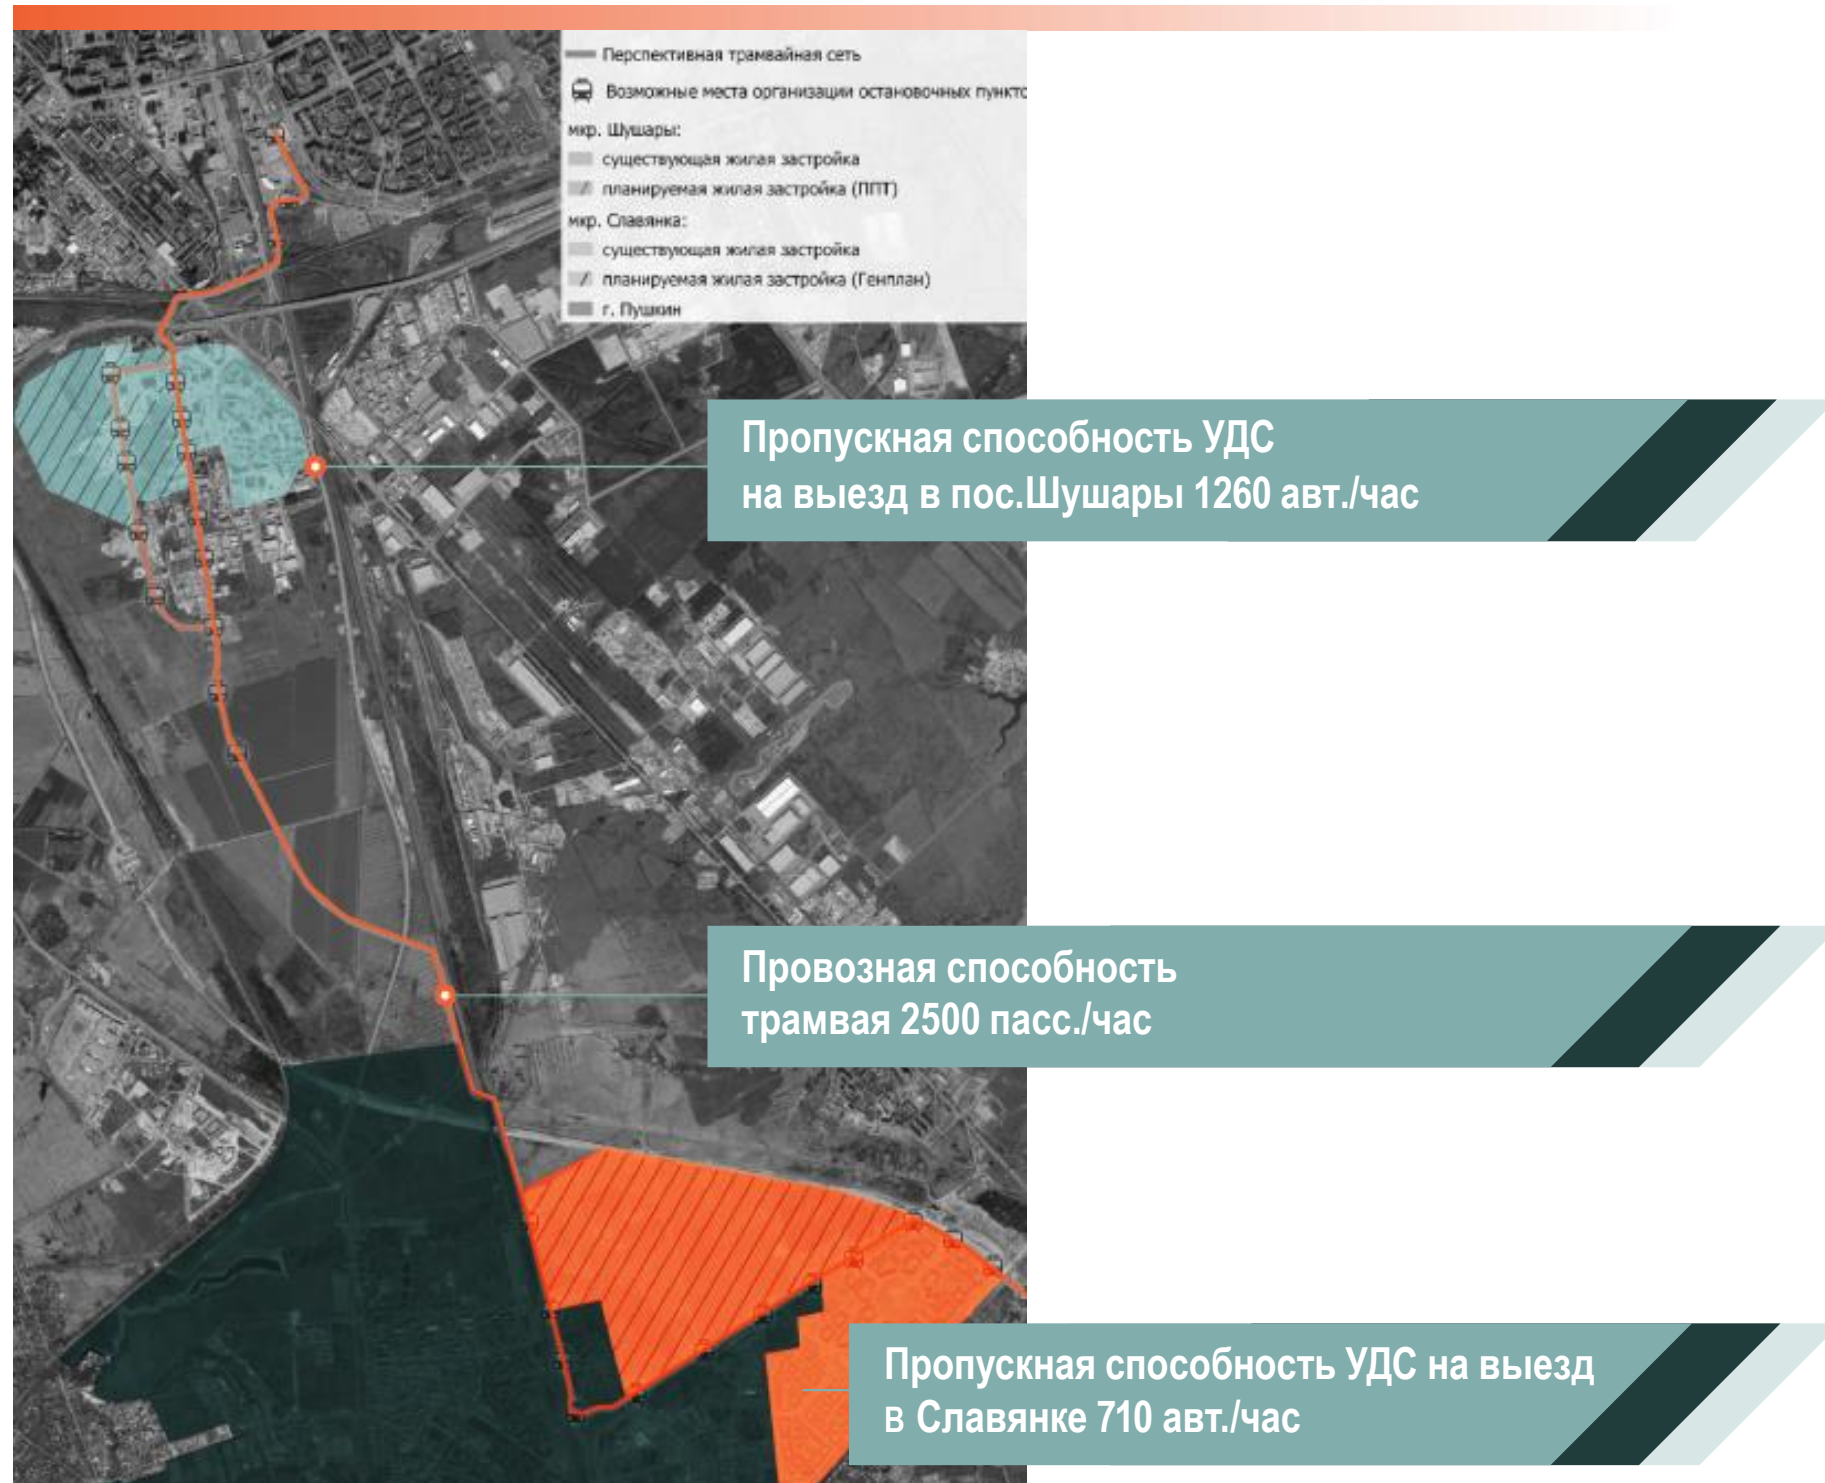 Перспективная трамвайная сеть
Возможные места организации остановочных пункто
мкр. Шушары:
существующая жилая застройка
планируемая жилая застройка (ППТ)
мкр. Славянка:
существующая жилая застройка
планируемая жилая застройка (Генплан)
г. Пушкин
Пропускная способность УДС
на выезд в пос.Шушары 1260 авт./час
Провозная способность
трамвая 2500 пасс./час
Пропускная способность УДС на выезд
в Славянке 710 авт./час